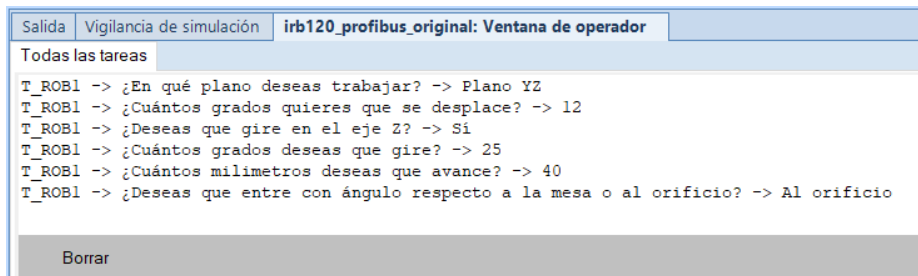 Salida Vigilancia de simulación irb120_profibus_original: Ventana de operador
Todas las tareas
T_ROB1 -> ¿En qué plano deseas trabajar? -> Plano YZ
T_ROB1 -> ¿Cuántos grados quieres que se desplace? -> 12
T_ROB1 -> ¿Deseas que gire en el eje Z? -> Sí
T_ROB1 -> ¿Cuántos grados deseas que gire? -> 25
T_ROB1 -> ¿Cuántos milimetros deseas que avance? -> 40
T_ROB1 -> ¿Deseas que entre con ángulo respecto a la mesa o al orificio? -> Al orificio
Borrar